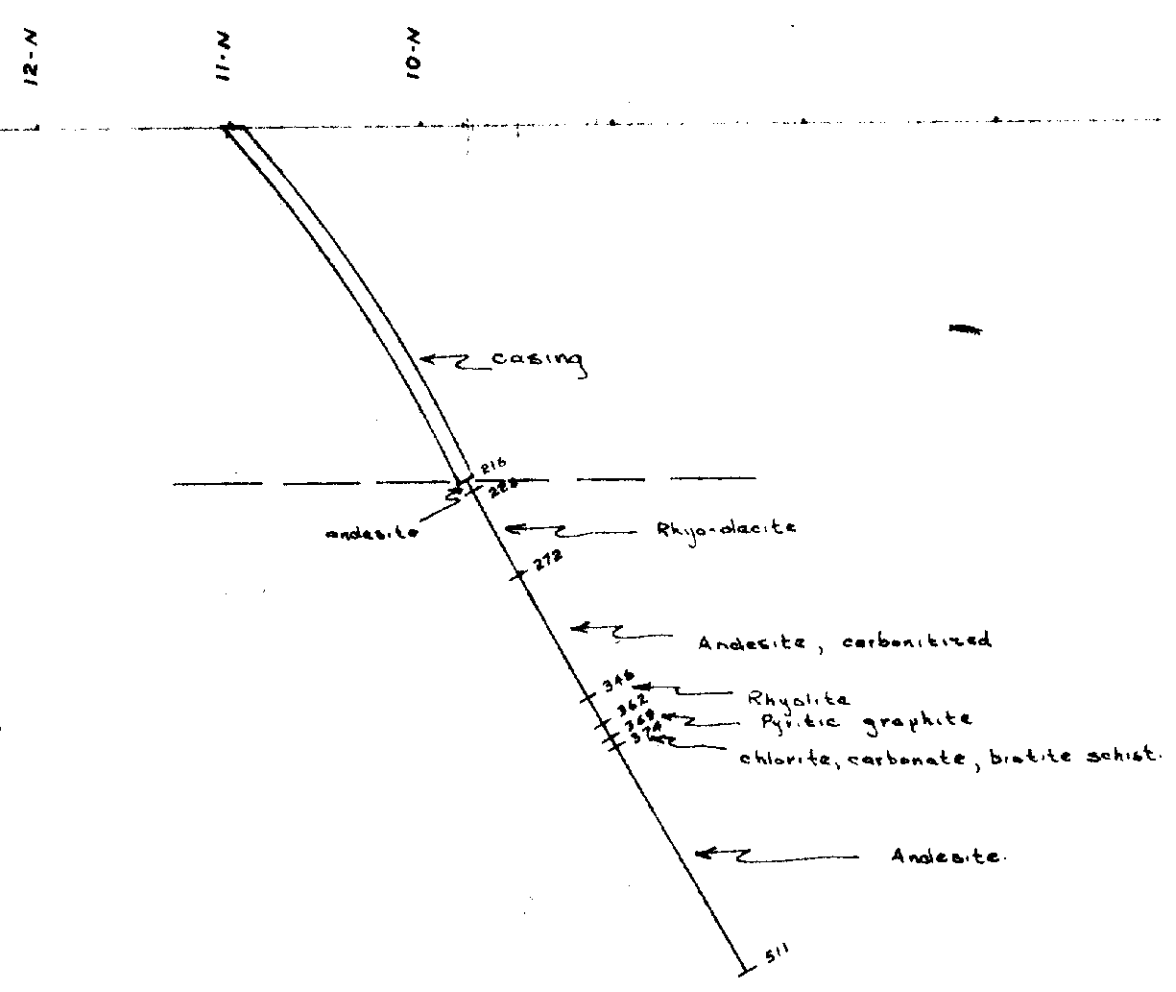 12-N
11-N
10-N
casing
216
andesite
Rhyo-dacite
272
Andesite, carbonitized
346
Rhyolite
362
Pyritic graphite
374
chlorite, carbonate, biotite schist.
Andesite.
511